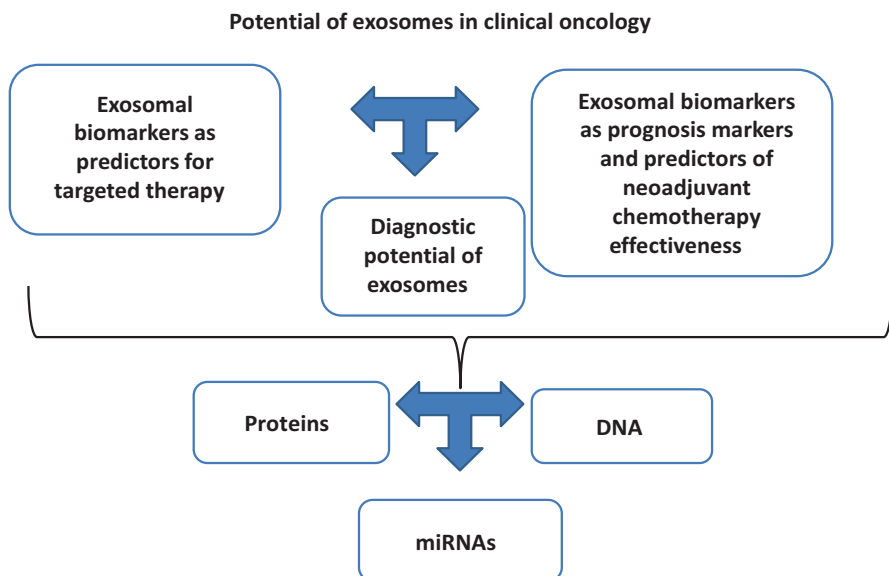 Potential of exosomes in clinical oncology
Exosomal
biomarkers as
predictors for
targeted therapy
Exosomal biomarkers
as prognosis markers
and predictors of
neoadjuvant
chemotherapy
effectiveness
Diagnostic
potential of
exosomes
Proteins
DNA
miRNAs